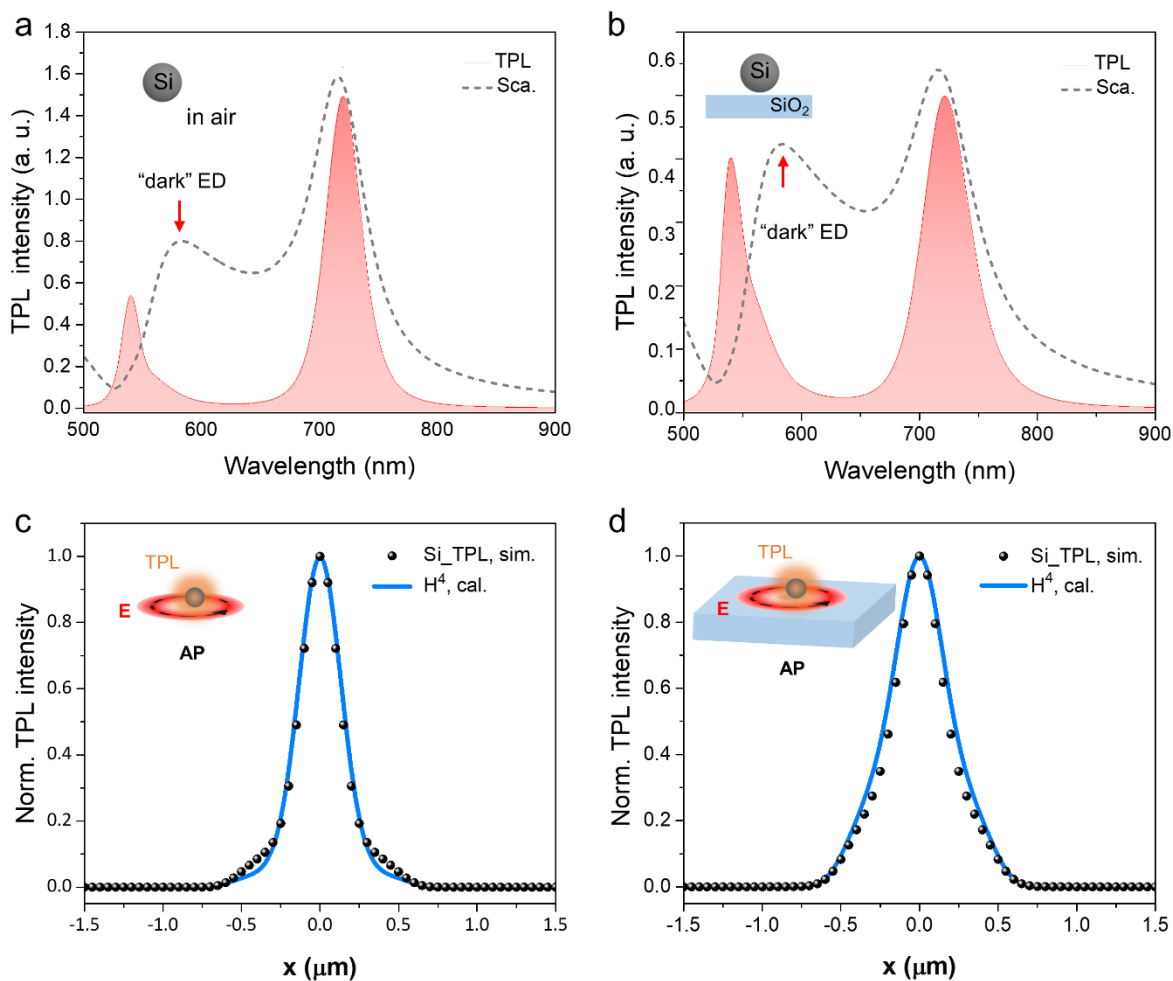 a
TPL intensity (a. u.)
1.8
1.6
1.4
1.2
1.0
0.8
0.6
0.4
0.2
0.0
Si
in air
“dark” ED
TPL
Sca.
500 600 700 800 900
Wavelength (nm)
b
TPL intensity (a. u.)
0.6
0.5
0.4
0.3
0.2
0.1
0.0
Si
SiO2
“dark” ED
TPL
Sca.
500 600 700 800 900
Wavelength (nm)
c
Norm. TPL intensity
1.0
0.8
0.6
0.4
0.2
0.0
TPL
E
AP
Si_TPL, sim.
H4, cal.
-1.5 -1.0 -0.5 0.0 0.5 1.0 1.5
x (μm)
d
Norm. TPL intensity
1.0
0.8
0.6
0.4
0.2
0.0
TPL
E
AP
Si_TPL, sim.
H4, cal.
-1.5 -1.0 -0.5 0.0 0.5 1.0 1.5
x (μm)